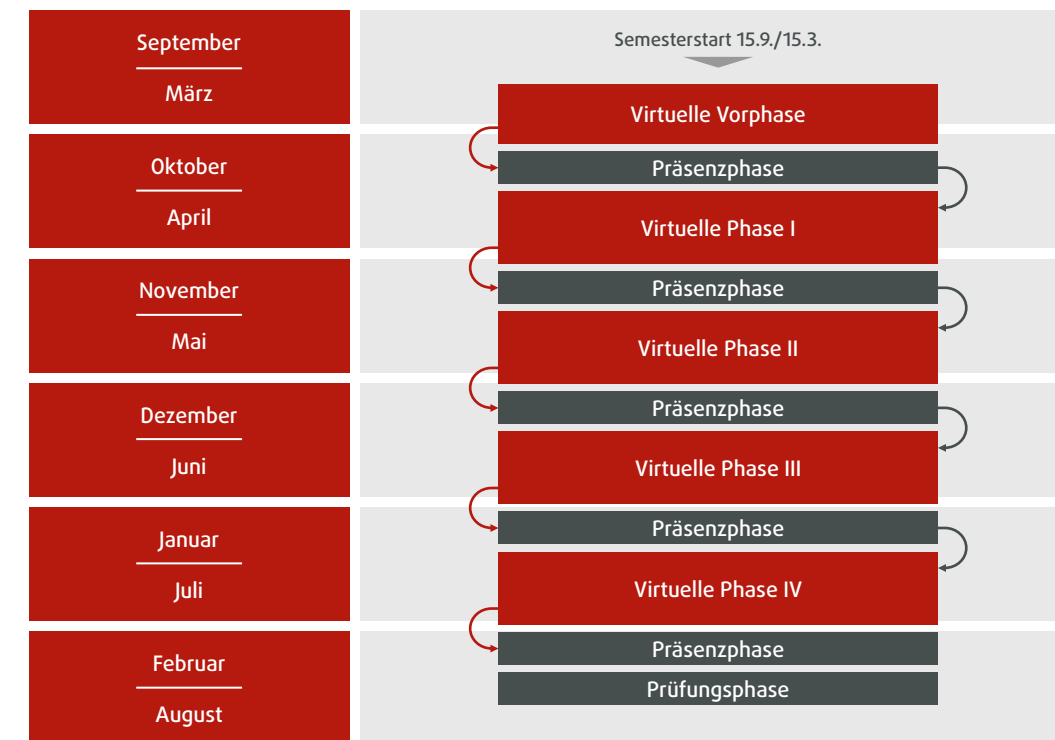 September
März
Semesterstart 15.9./15.3.
Virtuelle Vorphase
Oktober
April
Präsenzphase
Virtuelle Phase I
November
Mai
Präsenzphase
Virtuelle Phase II
Dezember
Juni
Präsenzphase
Virtuelle Phase III
Januar
Juli
Präsenzphase
Virtuelle Phase IV
Februar
August
Präsenzphase
Prüfungsphase